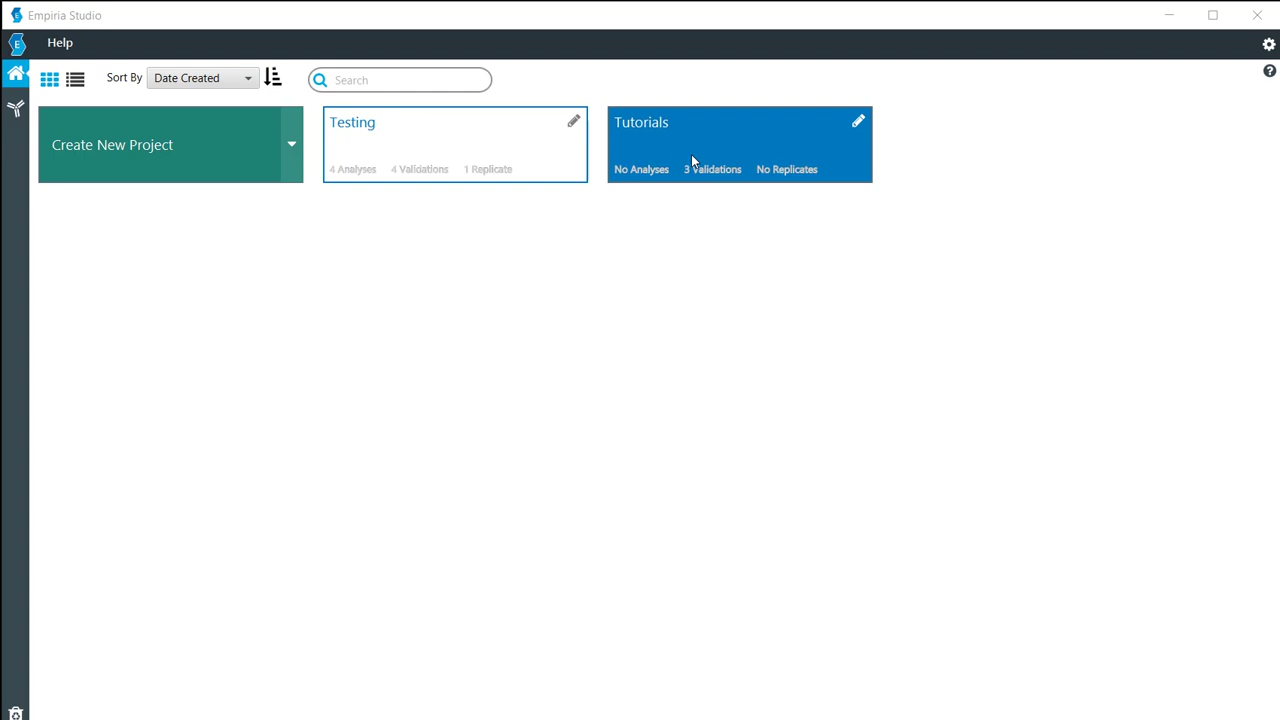 Empiria Studio
Help
Sort By Date Created Search
Create New Project
Testing
4 Analyses 4 Validations 1 Replicate
Tutorials
No Analyses 3 Validations No Replicates